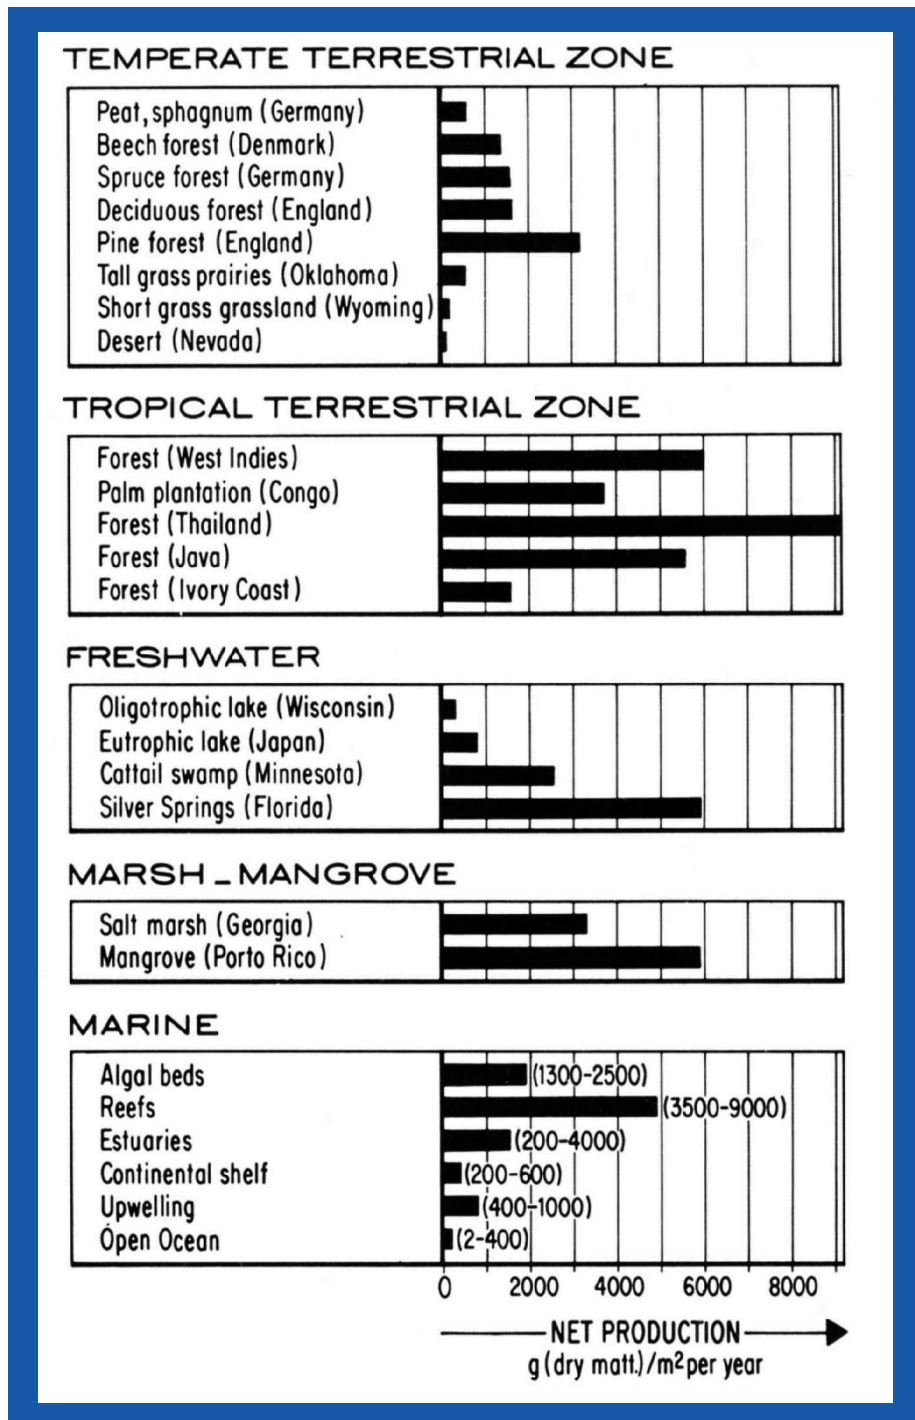 TEMPERATE TERRESTRIAL ZONE
Peat, sphagnum (Germany)
Beech forest (Denmark)
Spruce forest (Germany)
Deciduous forest (England)
Pine forest (England)
Tall grass prairies (Oklahoma)
Short grass grassland (Wyoming)
Desert (Nevada)
TROPICAL TERRESTRIAL ZONE
Forest (West Indies)
Palm plantation (Congo)
Forest (Thailand)
Forest (Java)
Forest (Ivory Coast)
FRESHWATER
Oligotrophic lake (Wisconsin)
Eutrophic lake (Japan)
Cattail swamp (Minnesota)
Silver Springs (Florida)
MARSH - MANGROVE
Salt marsh (Georgia)
Mangrove (Porto Rico)
MARINE
Algal beds (1300-2500)
Reefs (3500-9000)
Estuaries (200-4000)
Continental shelf (200-600)
Upwelling (400-1000)
Open Ocean (2-400)
0 2000 4000 6000 8000
NET PRODUCTION
g (dry matt.)/m² per year